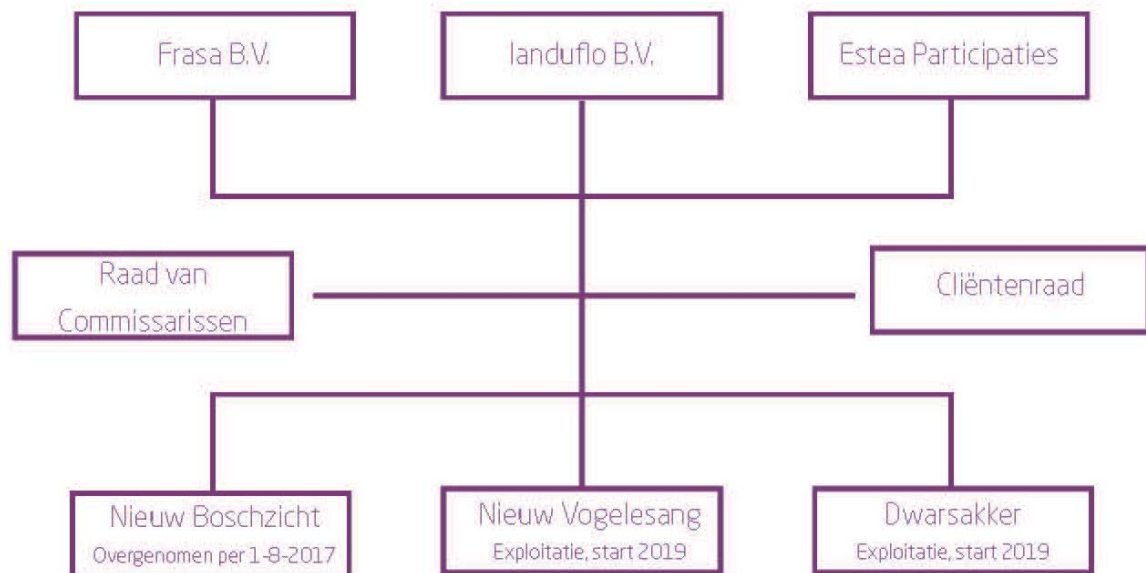 Frasa B.V.
Ianduflo B.V.
Estea Participaties
Raad van
Commissarissen
Cliëntenraad
Nieuw Boschzicht
Overgenomen per 1-8-2017
Nieuw Vogelesang
Exploitatie, start 2019
Dwarsakker
Exploitatie, start 2019